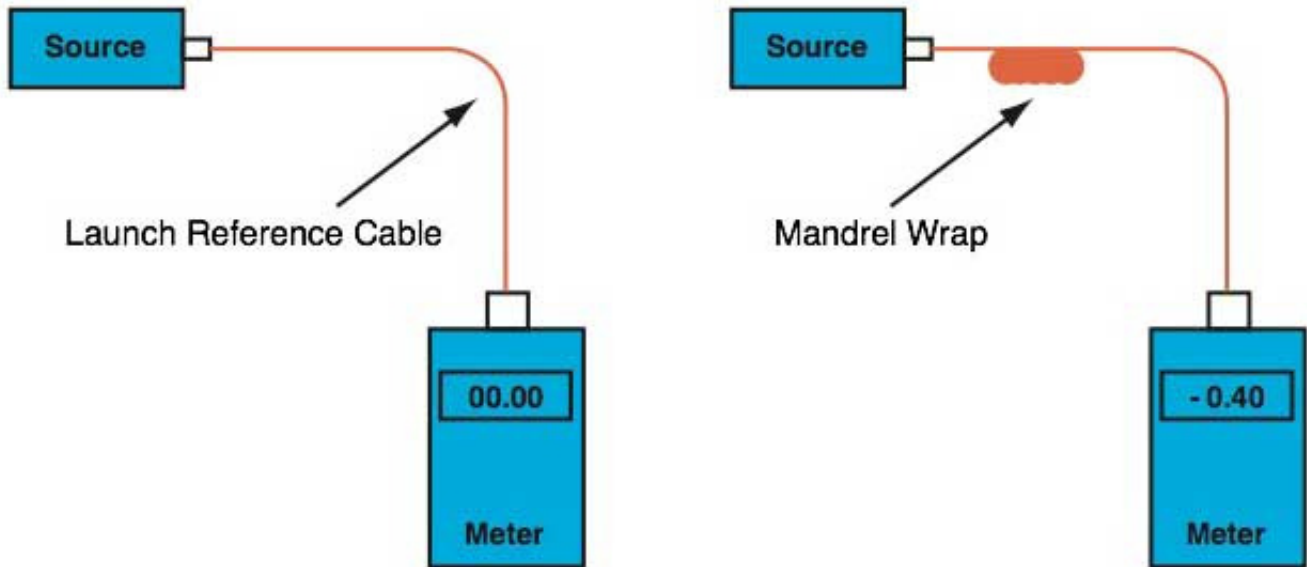 Source
Launch Reference Cable
00.00
Meter
Source
Mandrel Wrap
- 0.40
Meter